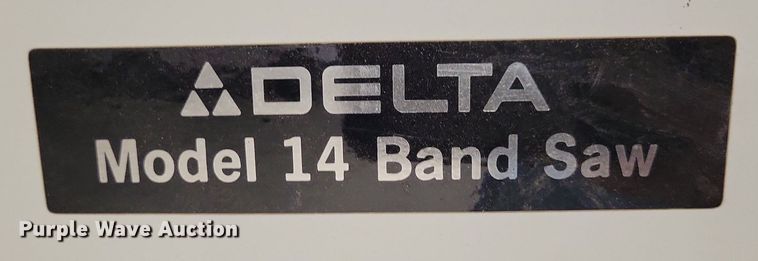 DELTA
Model 14 Band Saw
Purple Wave Auction